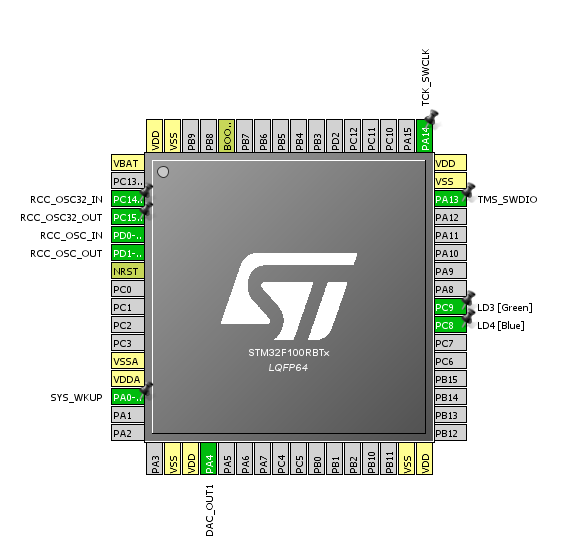 TCK_SWCLK
VDD
VSS
PB9
PB8
BOO..
PB7
PB6
PB5
PB4
PB3
PD2
PC12
PC11
PC10
PA15
PA14
VBAT
PC13..
RCC_OSC32_IN PC14..
RCC_OSC32_OUT PC15..
RCC_OSC_IN PD0-..
RCC_OSC_OUT PD1-..
NRST
PC0
PC1
PC2
PC3
VSSA
VDDA
SYS_WKUP PA0-..
PA1
PA2
STM32F100RBTx
LQFP64
VDD
VSS
PA13 TMS_SWDIO
PA12
PA11
PA10
PA9
PA8
PC9 LD3 [Green]
PC8 LD4 [Blue]
PC7
PC6
PB15
PB14
PB13
PB12
PA3
VSS
VDD
PA4
PA5
PA6
PA7
PC4
PC5
PB0
PB1
PB2
PB10
PB11
VSS
VDD
DAC_OUT1